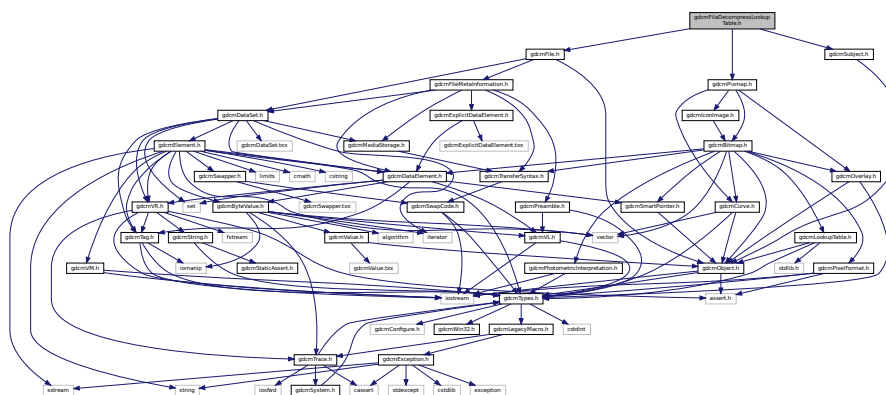 gdcmFileDecompressLookup
Table.h
gdcmFile.h
gdcmSubject.h
gdcmFileMetaInformation.h
gdcmPixmap.h
gdcmDataSet.h
gdcmExplicitDataElement.h
gdcmIconImage.h
gdcmElement.h
gdcmDataSet.txx
gdcmMediaStorage.h
gdcmExplicitDataElement.txx
gdcmBitmap.h
gdcmSwapper.h
limits
cmath
cstring
gdcmDataElement.h
gdcmTransferSyntax.h
gdcmOverlay.h
gdcmVR.h
set
gdcmByteValue.h
gdcmSwapper.txx
gdcmSwapCode.h
gdcmPreamble.h
gdcmSmartPointer.h
gdcmCurve.h
gdcmTag.h
gdcmString.h
fstream
gdcmValue.h
algorithm
iterator
gdcmVL.h
vector
gdcmLookupTable.h
gdcmVM.h
iomanip
gdcmStaticAssert.h
gdcmValue.txx
gdcmPhotometricInterpretation.h
gdcmObject.h
stdlib.h
gdcmPixelFormat.h
iostream
gdcmTypes.h
assert.h
gdcmConfigure.h
gdcmWin32.h
gdcmLegacyMacro.h
cstdint
gdcmTrace.h
gdcmException.h
sstream
string
iosfwd
gdcmSystem.h
cassert
stdexcept
cstdlib
exception